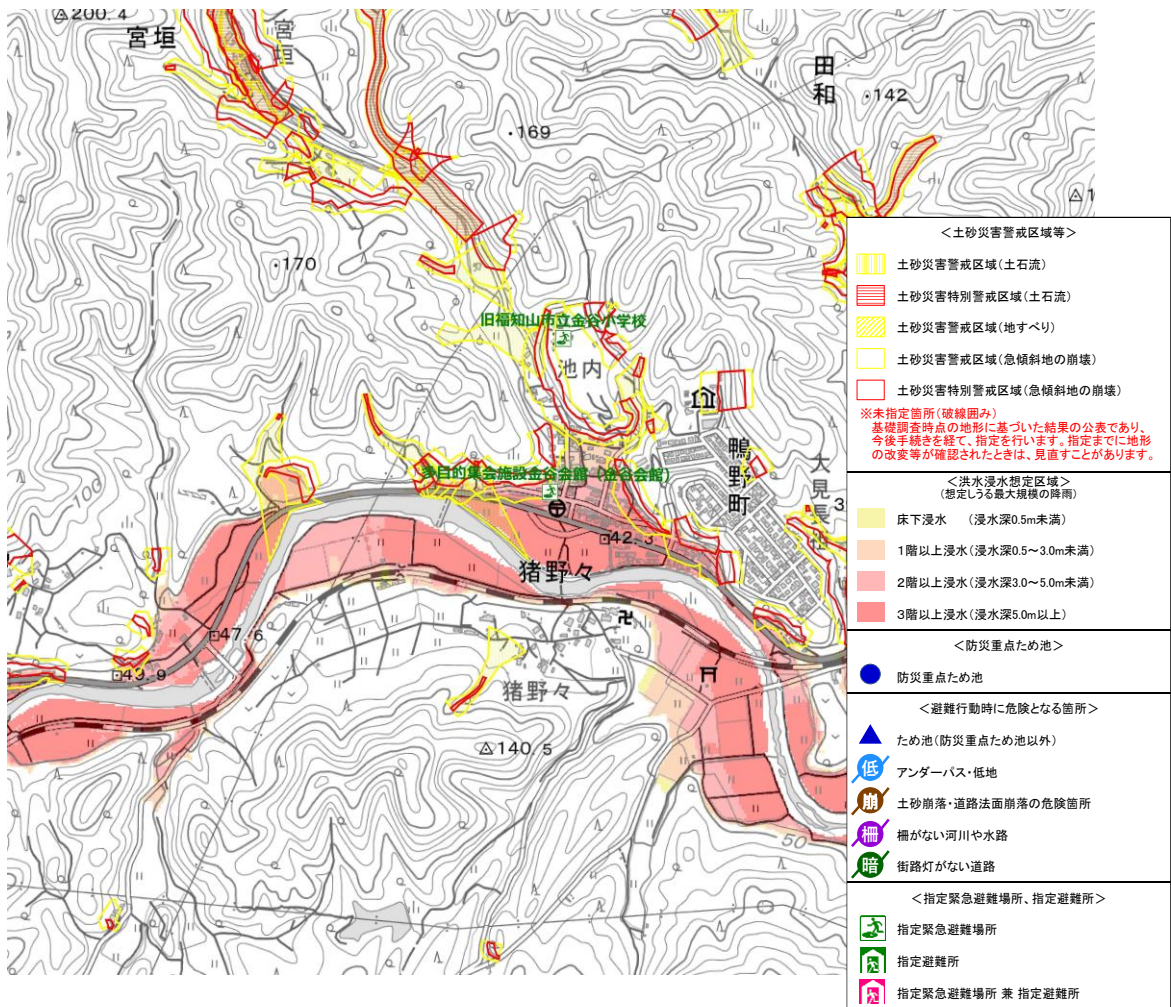 △200.4
宮垣
宮垣
田和
・142
・169
・170
旧福知山市立金谷小学校
池内
鴨野町
多目的集会施設金谷会館(金谷会館)
100
42.3
猪野々
47.6
43.9
猪野々
△140.5
50
＜土砂災害警戒区域等＞
土砂災害警戒区域(土石流)
土砂災害特別警戒区域(土石流)
土砂災害警戒区域(地すべり)
土砂災害警戒区域(急傾斜地の崩壊)
土砂災害特別警戒区域(急傾斜地の崩壊)
※未指定箇所(破線囲み)
基礎調査時点の地形に基づいた結果の公表であり、
今後手続きを経て、指定を行います。指定までに地形
の改変等が確認されたときは、見直すことがあります。
＜洪水浸水想定区域＞
(想定しうる最大規模の降雨)
床下浸水　(浸水深0.5m未満)
1階以上浸水(浸水深0.5～3.0m未満)
2階以上浸水(浸水深3.0～5.0m未満)
3階以上浸水(浸水深5.0m以上)
＜防災重点ため池＞
防災重点ため池
＜避難行動時に危険となる箇所＞
ため池(防災重点ため池以外)
低 アンダーパス・低地
崩 土砂崩落・道路法面崩落の危険箇所
柵 柵がない河川や水路
暗 街路灯がない道路
＜指定緊急避難場所、指定避難所＞
指定緊急避難場所
指定避難所
指定緊急避難場所 兼 指定避難所